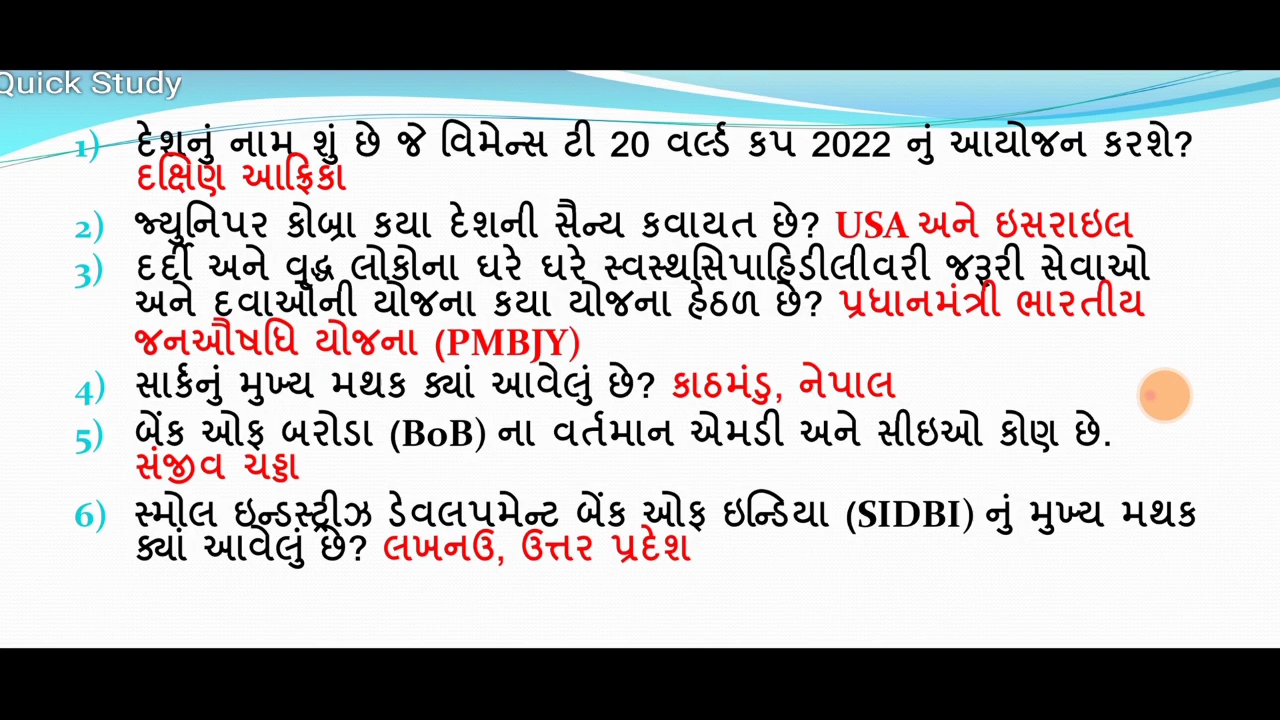 Quick Study
1) દેશનું નામ શું છે જે વિમેન્સ ટી 20 વર્લ્ડ કપ 2022 નું આયોજન કરશે?
દક્ષિણ આફ્રિકા
2) જ્યુનિપર કોબ્રા કયા દેશની સૈન્ય કવાયત છે? USA અને ઇસરાઇલ
3) દર્દી અને વૃદ્ધ લોકોના ઘરે ઘરે સ્વસ્થસિપાહિડીલીવરી જરૂરી સેવાઓ
અને દવાઓની યોજના કયા યોજના હેઠળ છે? પ્રધાનમંત્રી ભારતીય
જનઔષધિ યોજના (PMBJY)
4) સાર્કનું મુખ્ય મથક ક્યાં આવેલું છે? કાઠમંડુ, નેપાલ
5) બેંક ઓફ બરોડા (BoB) ના વર્તમાન એમડી અને સીઇઓ કોણ છે.
સંજીવ ચડ્ડા
6) સ્મોલ ઇન્ડસ્ટ્રીઝ ડેવલપમેન્ટ બેંક ઓફ ઇન્ડિયા (SIDBI) નું મુખ્ય મથક
ક્યાં આવેલું છે? લખનઉ, ઉત્તર પ્રદેશ